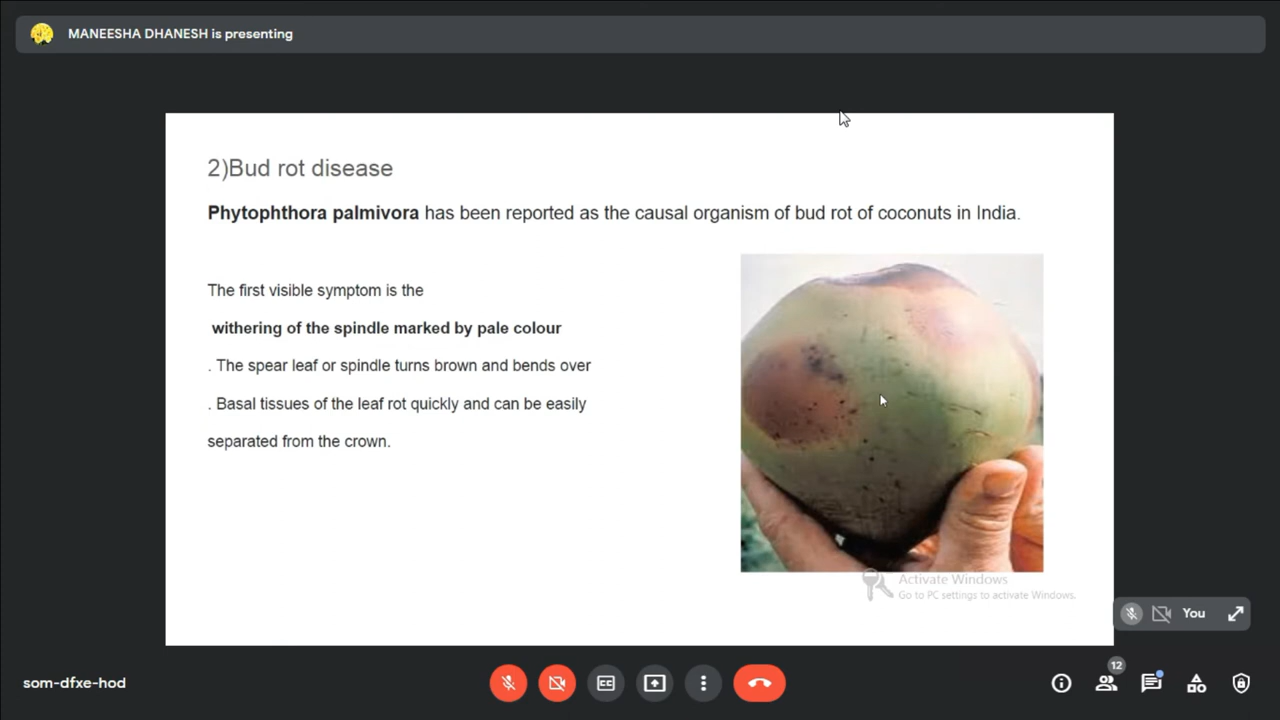 MANEESHA DHANESH is presenting
2)Bud rot disease
Phytophthora palmivora has been reported as the causal organism of bud rot of coconuts in India.
The first visible symptom is the
withering of the spindle marked by pale colour
. The spear leaf or spindle turns brown and bends over
. Basal tissues of the leaf rot quickly and can be easily
separated from the crown.
Activate Windows
Go to PC settings to activate Windows.
You
som-dfxe-hod
CC
12